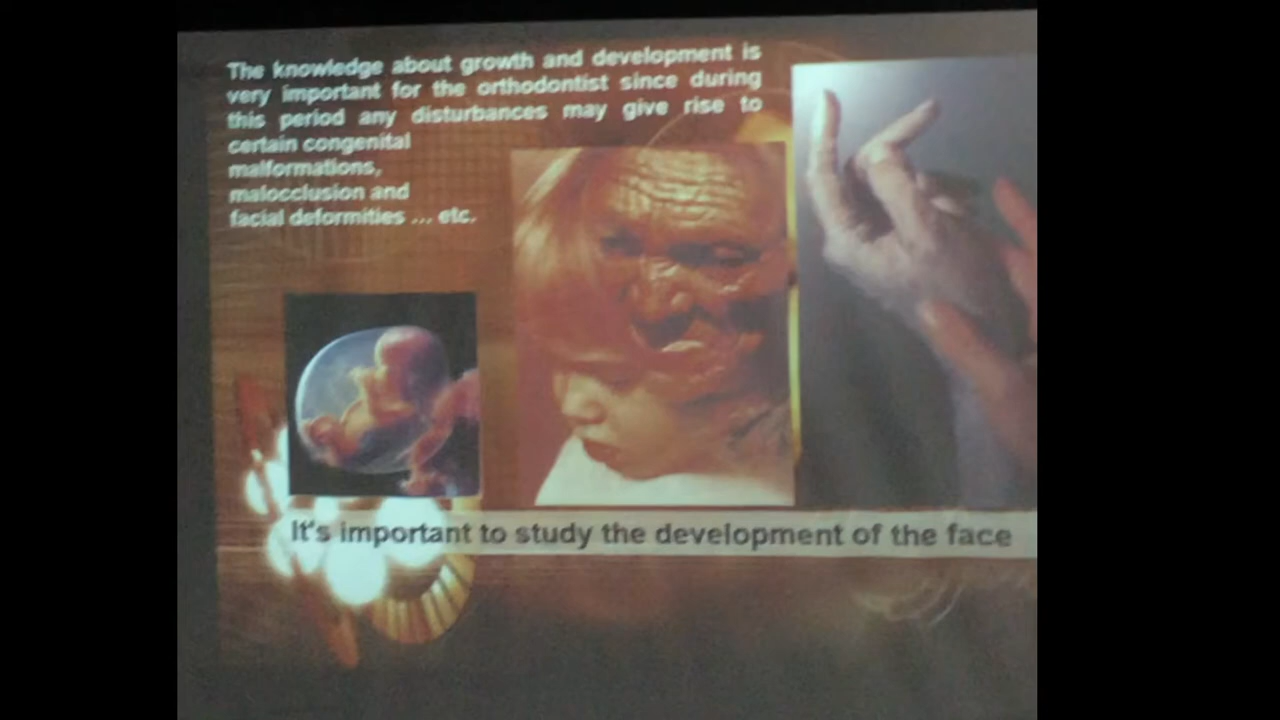 The knowledge about growth and development is
very important for the orthodontist since during
this period any disturbances may give rise to
certain congenital
malformations,
malocclusion and
facial deformities ... etc.
It's important to study the development of the face